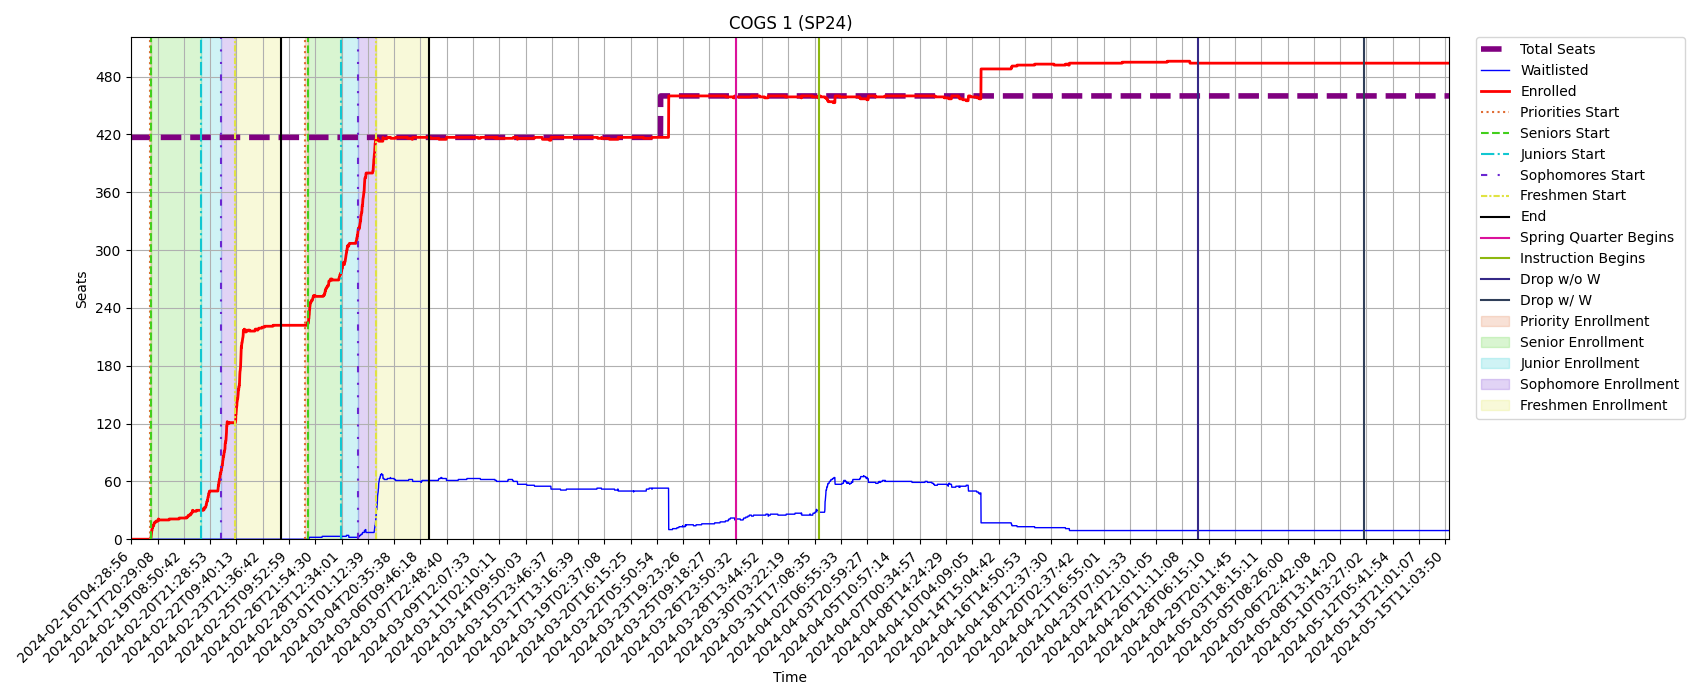 COGS 1 (SP24)
Seats
480
420
360
300
240
180
120
60
0
2024-02-16T04:28:56
2024-02-17T20:29:08
2024-02-19T08:50:42
2024-02-20T21:28:53
2024-02-22T09:40:13
2024-02-23T21:36:42
2024-02-25T09:52:59
2024-02-26T21:54:30
2024-02-28T12:34:01
2024-03-01T01:12:39
2024-03-04T20:35:38
2024-03-06T09:46:18
2024-03-07T22:48:40
2024-03-09T12:07:33
2024-03-11T02:10:11
2024-03-14T09:50:03
2024-03-15T23:46:37
2024-03-17T13:16:39
2024-03-19T02:37:08
2024-03-20T16:15:25
2024-03-22T05:50:54
2024-03-23T19:23:26
2024-03-25T09:18:27
2024-03-26T23:50:32
2024-03-28T13:44:52
2024-03-30T03:22:19
2024-03-31T17:08:35
2024-04-02T06:55:33
2024-04-03T20:59:27
2024-04-05T10:57:14
2024-04-07T00:34:57
2024-04-08T14:24:29
2024-04-10T04:09:05
2024-04-14T15:04:42
2024-04-16T14:50:53
2024-04-18T12:37:30
2024-04-20T02:37:42
2024-04-21T16:55:01
2024-04-23T07:01:33
2024-04-24T21:01:05
2024-04-26T11:11:08
2024-04-28T06:15:10
2024-04-29T20:11:45
2024-05-03T18:15:11
2024-05-05T08:26:00
2024-05-06T22:42:08
2024-05-08T13:14:20
2024-05-10T03:27:02
2024-05-12T05:41:54
2024-05-13T21:01:07
2024-05-15T11:03:50
Time
Total Seats
Waitlisted
Enrolled
Priorities Start
Seniors Start
Juniors Start
Sophomores Start
Freshmen Start
End
Spring Quarter Begins
Instruction Begins
Drop w/o W
Drop w/ W
Priority Enrollment
Senior Enrollment
Junior Enrollment
Sophomore Enrollment
Freshmen Enrollment